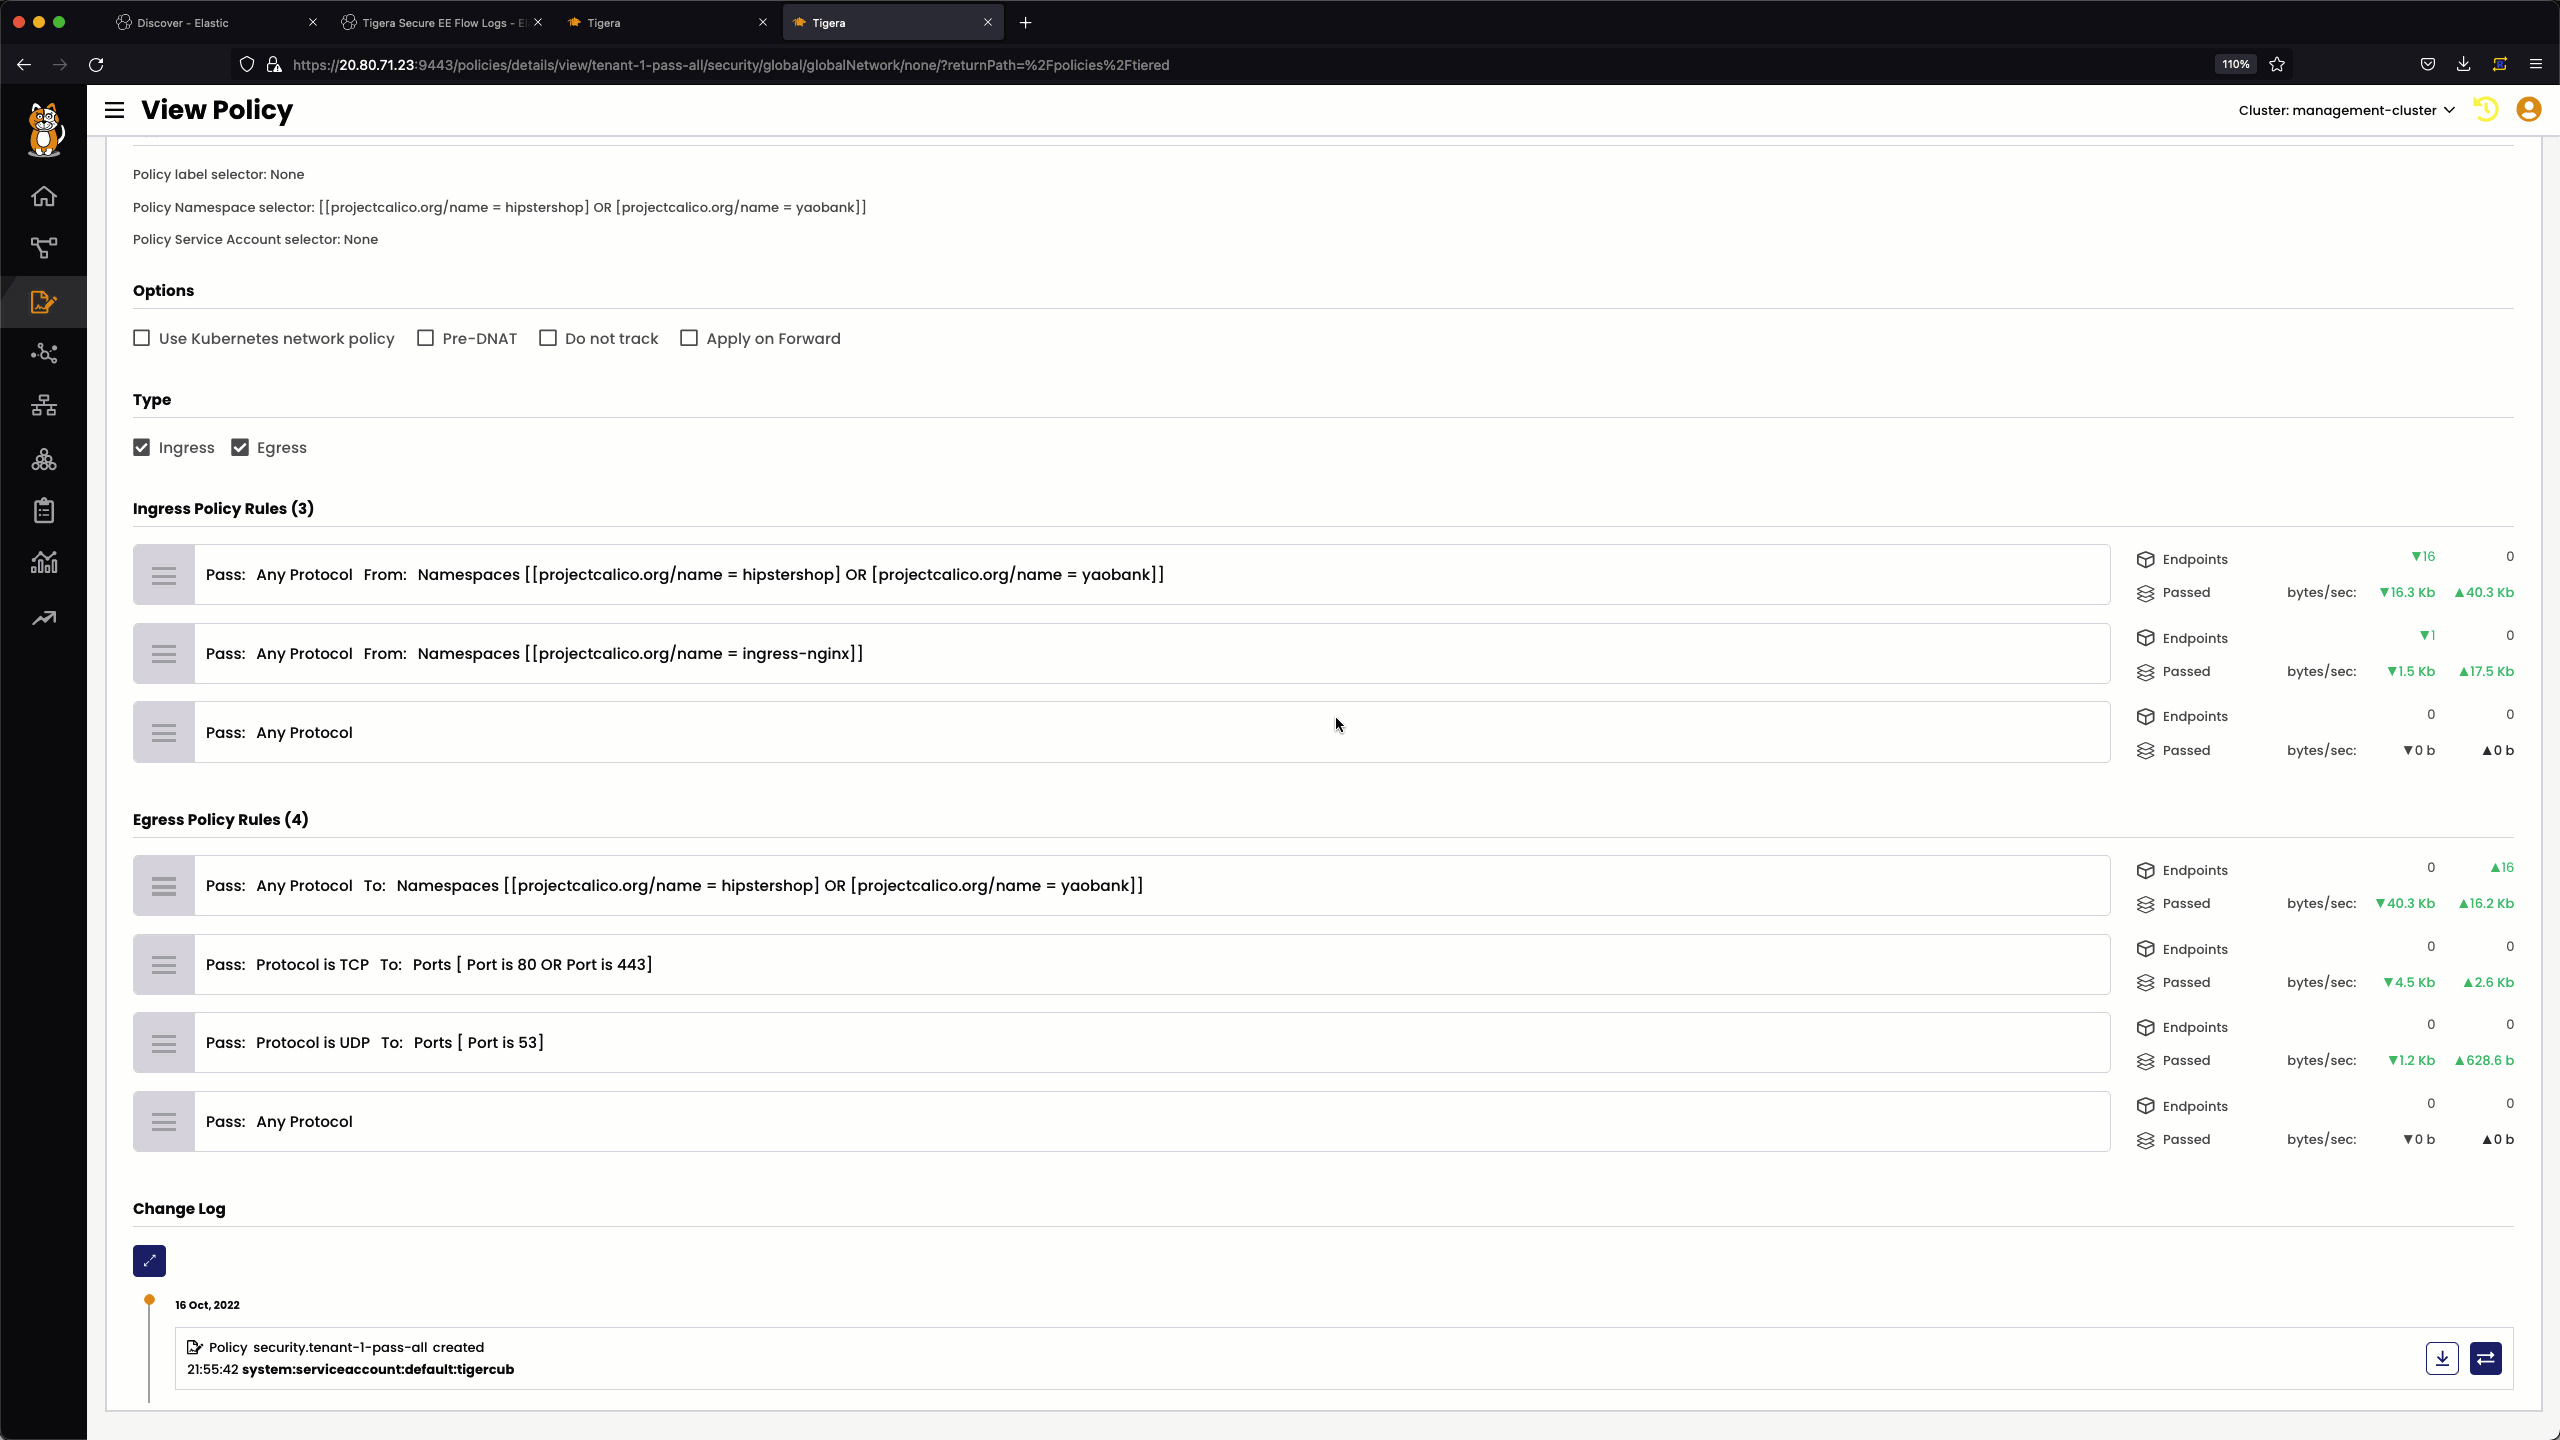 Discover - Elastic
Tigera Secure EE Flow Logs - E
Tigera
Tigera
https://20.80.71.23:9443/policies/details/view/tenant-1-pass-all/security/global/globalNetwork/none/?returnPath=%2Fpolicies%2Ftiered
110%
View Policy
Cluster: management-cluster
Policy label selector: None
Policy Namespace selector: [[projectcalico.org/name = hipstershop] OR [projectcalico.org/name = yaobank]]
Policy Service Account selector: None
Options
Use Kubernetes network policy Pre-DNAT Do not track Apply on Forward
Type
Ingress Egress
Ingress Policy Rules (3)
Pass: Any Protocol From: Namespaces [[projectcalico.org/name = hipstershop] OR [projectcalico.org/name = yaobank]]
Endpoints ▼16 0
Passed bytes/sec: ▼16.3 Kb ▲40.3 Kb
Pass: Any Protocol From: Namespaces [[projectcalico.org/name = ingress-nginx]]
Endpoints ▼1 0
Passed bytes/sec: ▼1.5 Kb ▲17.5 Kb
Pass: Any Protocol
Endpoints 0 0
Passed bytes/sec: ▼0 b ▲0 b
Egress Policy Rules (4)
Pass: Any Protocol To: Namespaces [[projectcalico.org/name = hipstershop] OR [projectcalico.org/name = yaobank]]
Endpoints 0 ▲16
Passed bytes/sec: ▼40.3 Kb ▲16.2 Kb
Pass: Protocol is TCP To: Ports [ Port is 80 OR Port is 443]
Endpoints 0 0
Passed bytes/sec: ▼4.5 Kb ▲2.6 Kb
Pass: Protocol is UDP To: Ports [ Port is 53]
Endpoints 0 0
Passed bytes/sec: ▼1.2 Kb ▲628.6 b
Pass: Any Protocol
Endpoints 0 0
Passed bytes/sec: ▼0 b ▲0 b
Change Log
16 Oct, 2022
Policy security.tenant-1-pass-all created
21:55:42 system:serviceaccount:default:tigercub